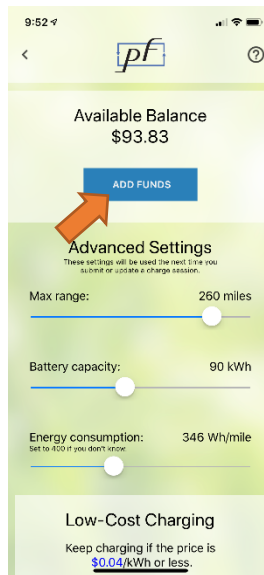 9:52
pf
Available Balance
$93.83
ADD FUNDS
Advanced Settings
These settings will be used the next time you
submit or update a charge session.
Max range: 260 miles
Battery capacity: 90 kWh
Energy consumption: 346 Wh/mile
Set to 400 if you don't know.
Low-Cost Charging
Keep charging if the price is
$0.04/kWh or less.